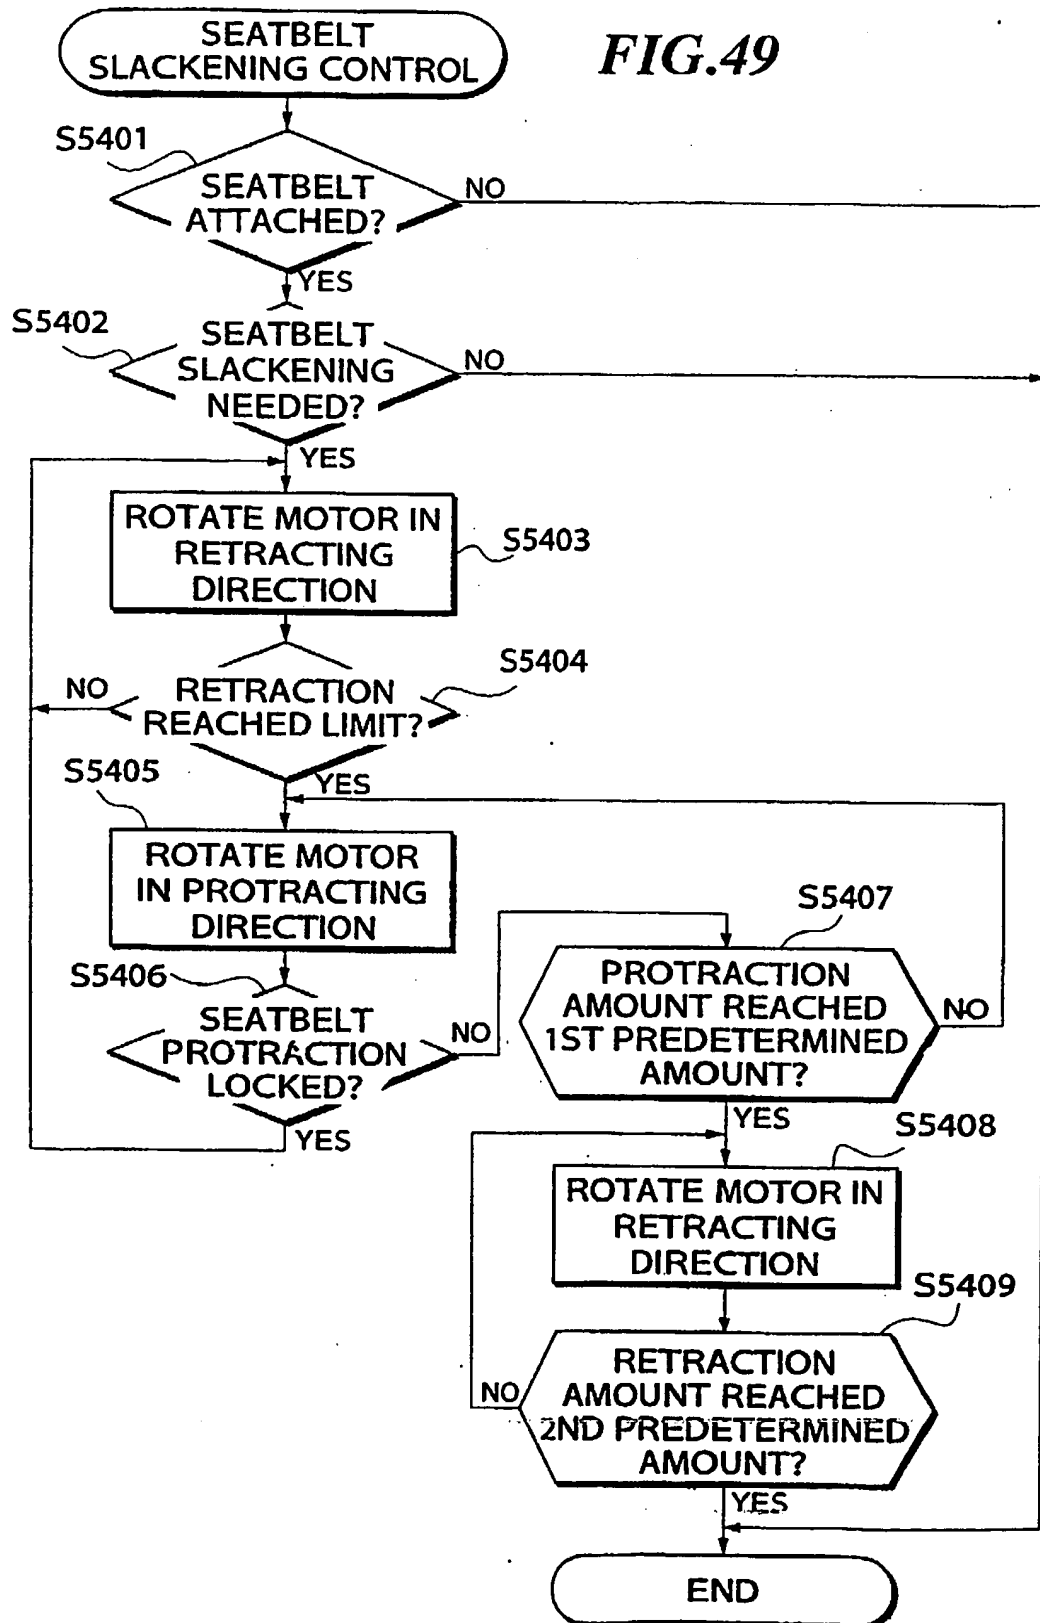 SEATBELT
SLACKENING CONTROL
FIG.49
S5401
SEATBELT
ATTACHED?
NO
YES
S5402
SEATBELT
SLACKENING
NEEDED?
NO
YES
ROTATE MOTOR IN
RETRACTING
DIRECTION
S5403
S5404
NO
RETRACTION
REACHED LIMIT?
YES
S5405
ROTATE MOTOR
IN PROTRACTING
DIRECTION
S5406
SEATBELT
PROTRACTION
LOCKED?
NO
YES
S5407
PROTRACTION
AMOUNT REACHED
1ST PREDETERMINED
AMOUNT?
NO
YES
S5408
ROTATE MOTOR IN
RETRACTING
DIRECTION
S5409
RETRACTION
AMOUNT REACHED
2ND PREDETERMINED
AMOUNT?
NO
YES
END